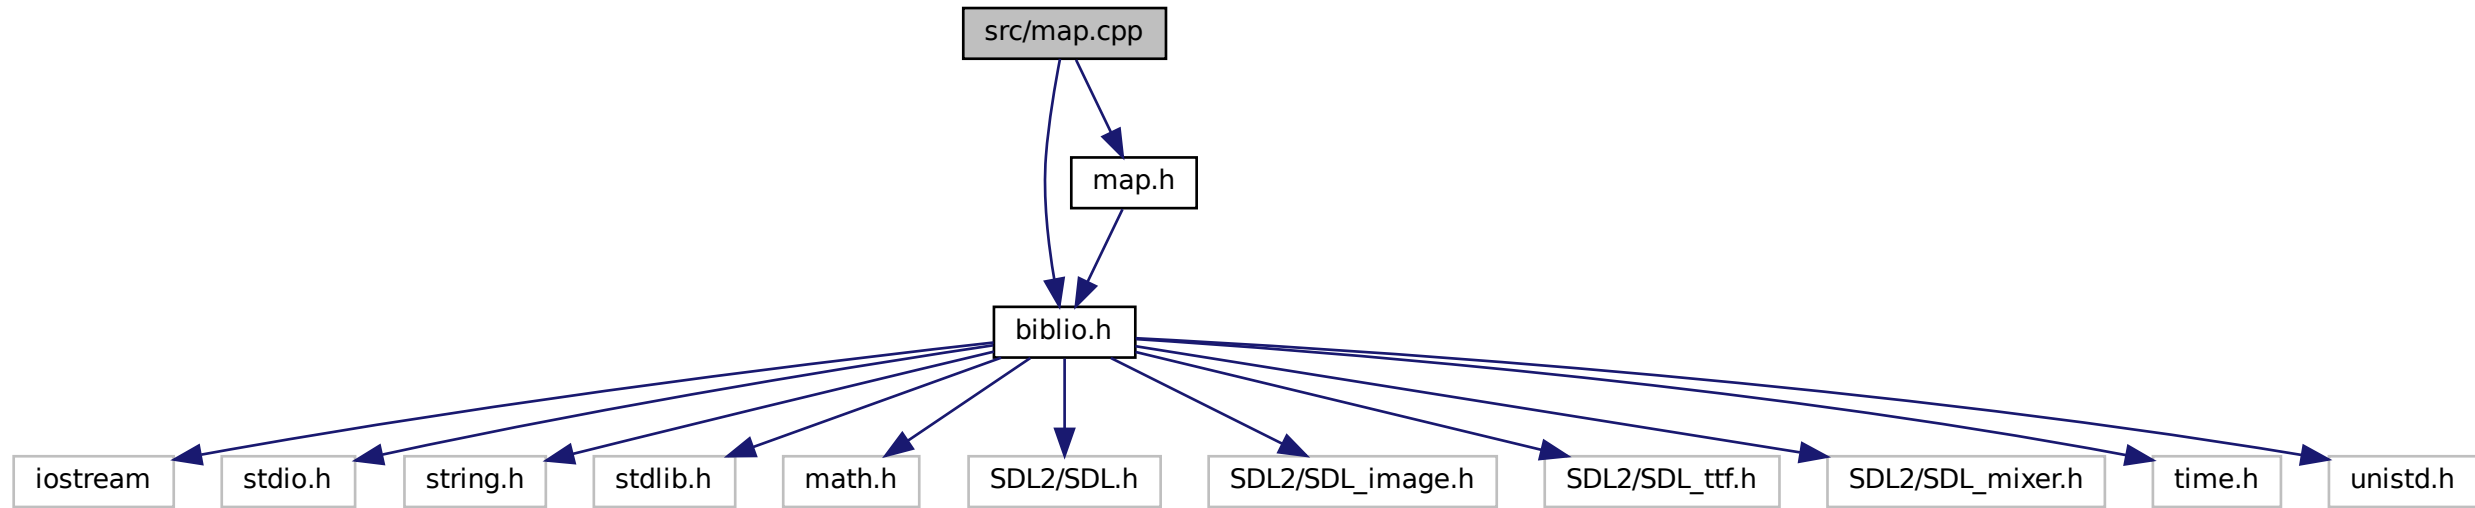 src/map.cpp
map.h
biblio.h
iostream
stdio.h
string.h
stdlib.h
math.h
SDL2/SDL.h
SDL2/SDL_image.h
SDL2/SDL_ttf.h
SDL2/SDL_mixer.h
time.h
unistd.h